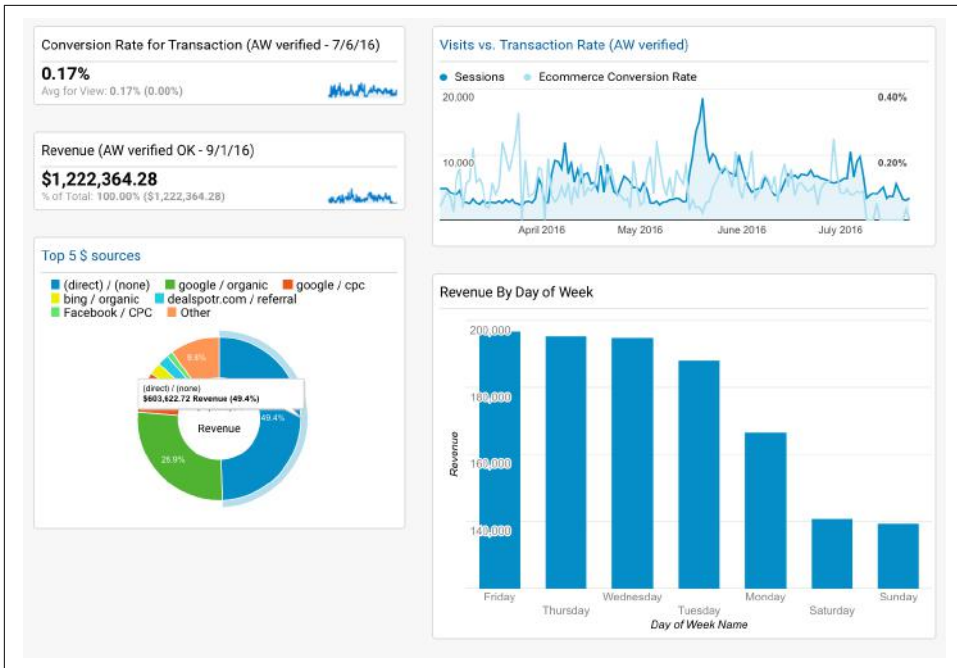 Conversion Rate for Transaction (AW verified - 7/6/16)
0.17%
Avg for View: 0.17% (0.00%)
Revenue (AW verified OK - 9/1/16)
$1,222,364.28
% of Total: 100.00% ($1,222,364.28)
Top 5 $ sources
(direct) / (none) google / organic google / cpc
bing / organic dealspotr.com / referral
Facebook / CPC Other
9.8%
(direct) / (none)
$603,622.72 Revenue (49.4%)
49.4%
Revenue
26.9%
Visits vs. Transaction Rate (AW verified)
Sessions Ecommerce Conversion Rate
20,000 0.40%
10,000 0.20%
April 2016 May 2016 June 2016 July 2016
Revenue By Day of Week
200,000
180,000
160,000
140,000
Revenue
Friday Wednesday Monday Sunday
Thursday Tuesday Saturday
Day of Week Name